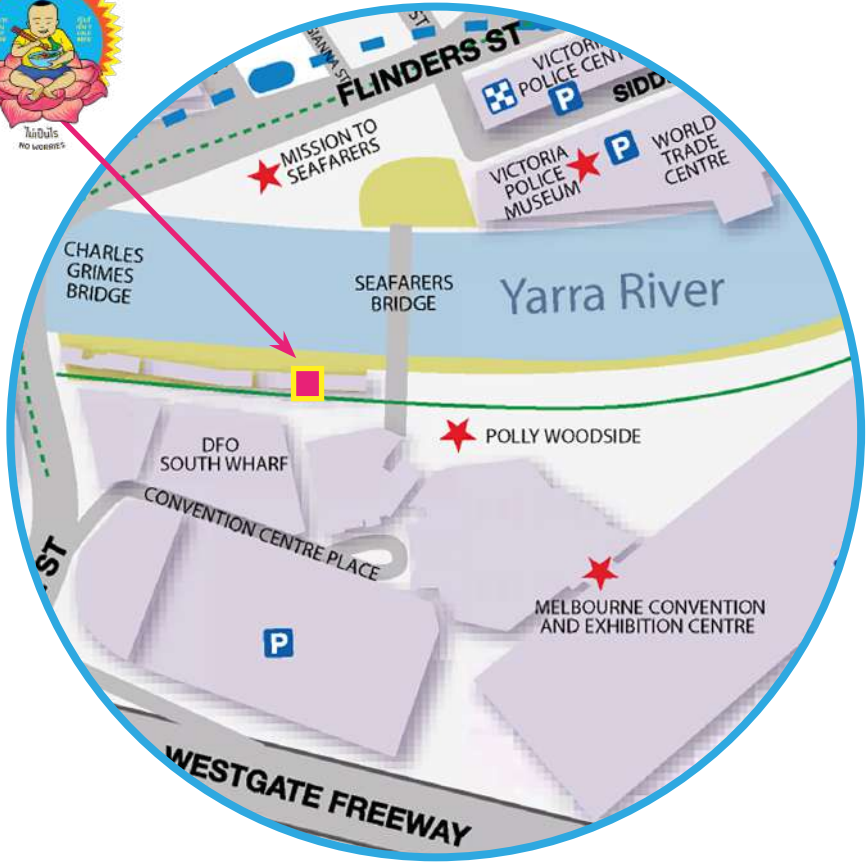 ไม่เป็นไร
NO WORRIES
ST
FLINDERS ST
VICTORIA
POLICE CENT
P
SIDD
MISSION TO
SEAFARERS
VICTORIA
POLICE
MUSEUM
P
WORLD
TRADE
CENTRE
CHARLES
GRIMES
BRIDGE
SEAFARERS
BRIDGE
Yarra River
POLLY WOODSIDE
DFO
SOUTH WHARF
CONVENTION CENTRE PLACE
ST
MELBOURNE CONVENTION
AND EXHIBITION CENTRE
P
WESTGATE FREEWAY